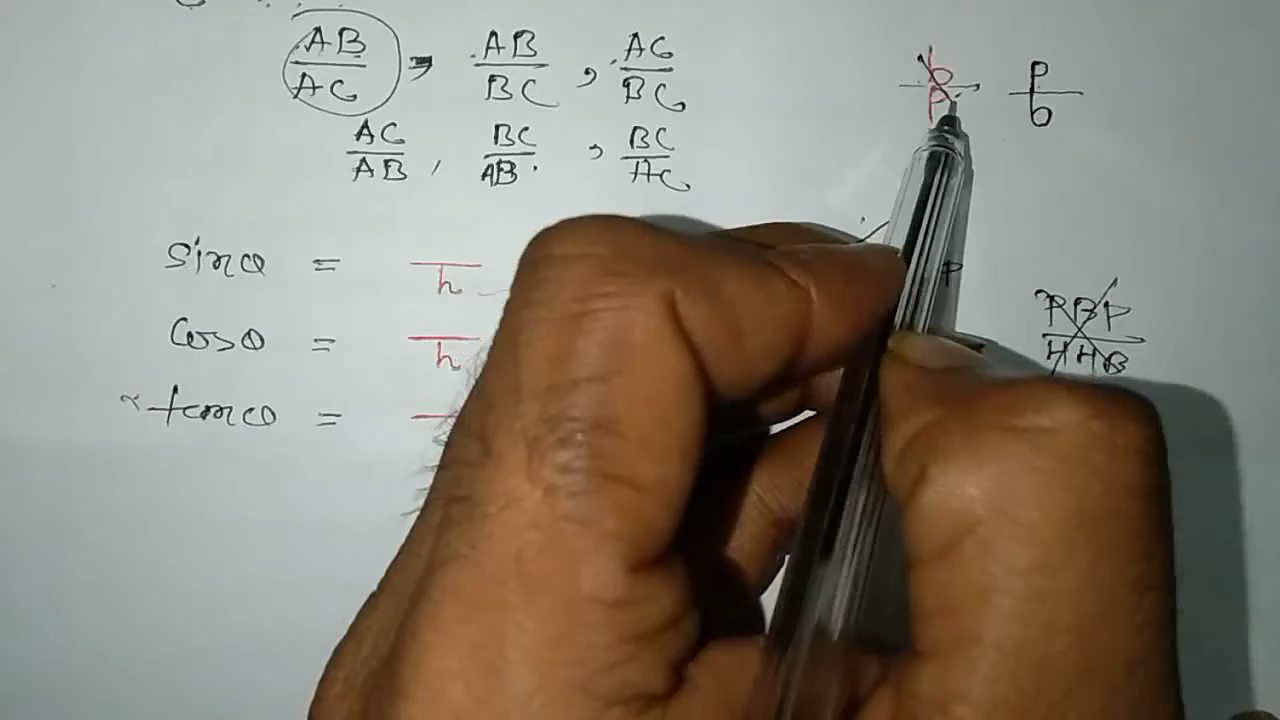 AB/AC , AB/BC , AC/BC
AC/AB , BC/AB , BC/AC
b/p p/b
sinθ = /h
P
PBP/HHB
cosθ = /h
tanθ =